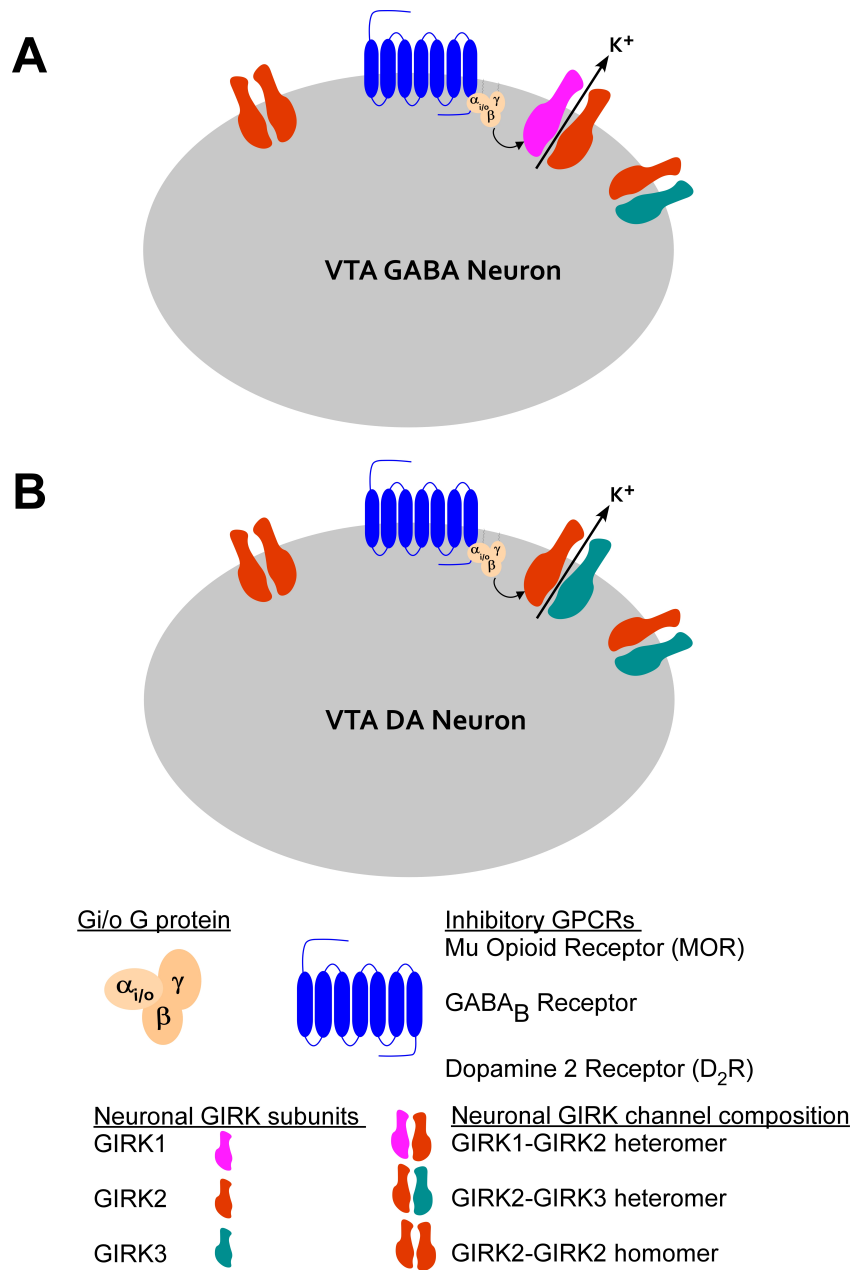 A
K+
αi/o γ
β
VTA GABA Neuron
B
K+
αi/o γ
β
VTA DA Neuron
Gi/o G protein
αi/o γ
β
Inhibitory GPCRs
Mu Opioid Receptor (MOR)
GABAB Receptor
Dopamine 2 Receptor (D2R)
Neuronal GIRK subunits
GIRK1
GIRK2
GIRK3
Neuronal GIRK channel composition
GIRK1-GIRK2 heteromer
GIRK2-GIRK3 heteromer
GIRK2-GIRK2 homomer